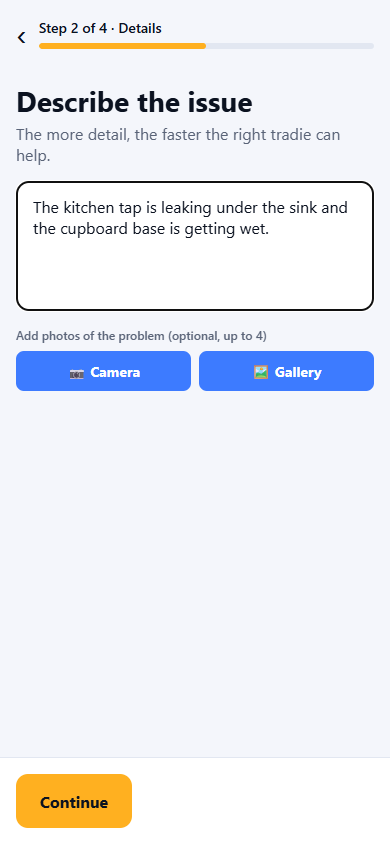 Step 2 of 4 · Details
Describe the issue
The more detail, the faster the right tradie can
help.
The kitchen tap is leaking under the sink and
the cupboard base is getting wet.
Add photos of the problem (optional, up to 4)
Camera
Gallery
Continue